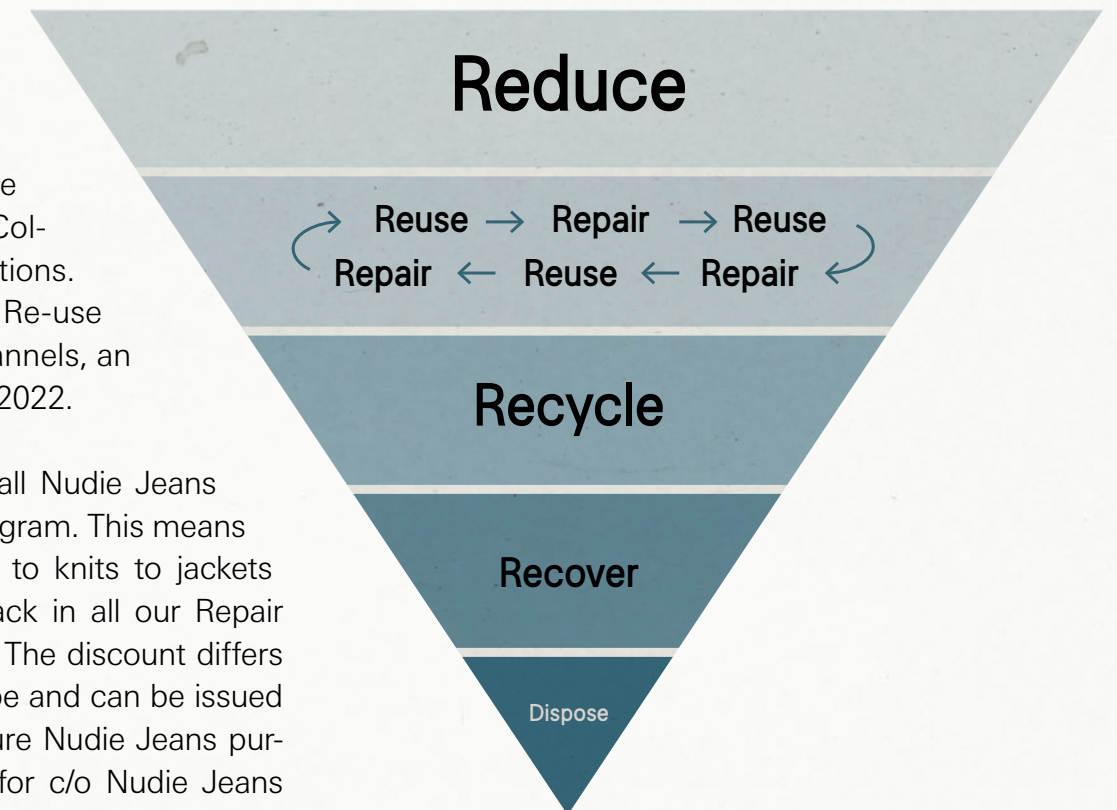 e
Col-
tions.
Re-use
annels, an
2022.
all Nudie Jeans
gram. This means
to knits to jackets
ack in all our Repair
The discount differs
pe and can be issued
ure Nudie Jeans pur-
for c/o Nudie Jeans
Reduce
Reuse → Repair → Reuse
Repair ← Reuse ← Repair
Recycle
Recover
Dispose